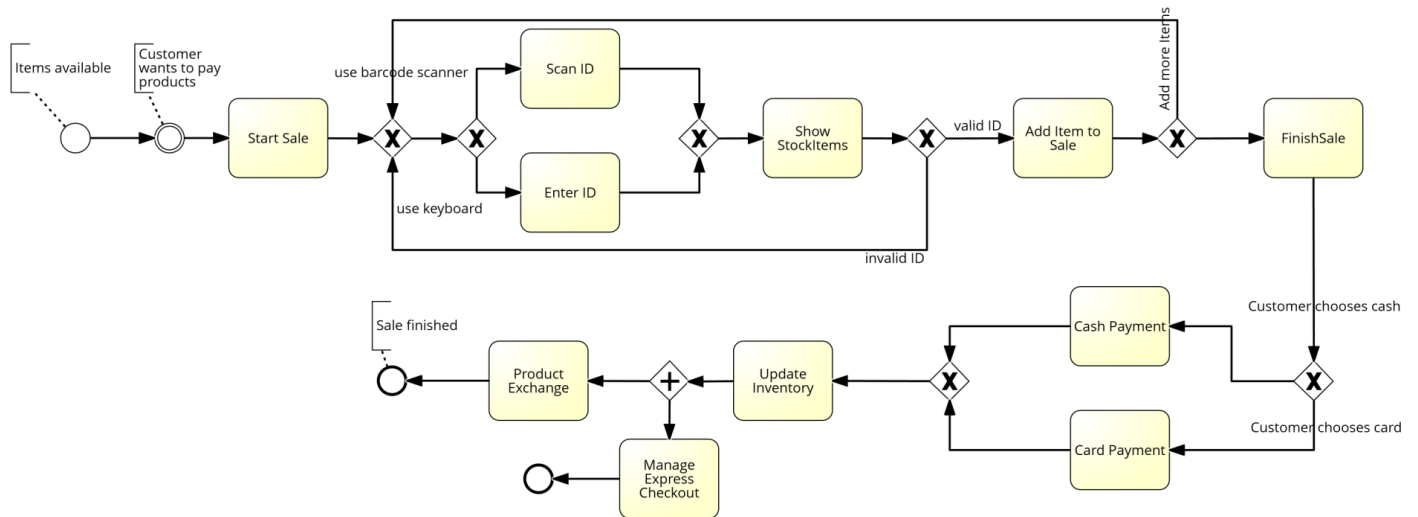 Add more Items
Customer
wants to pay
products
Items available
use barcode scanner
Scan ID
Start Sale
Show
StockItems
valid ID
Add Item to
Sale
FinishSale
Enter ID
use keyboard
invalid ID
Customer chooses cash
Sale finished
Cash Payment
Product
Exchange
Update
Inventory
Customer chooses card
Card Payment
Manage
Express
Checkout